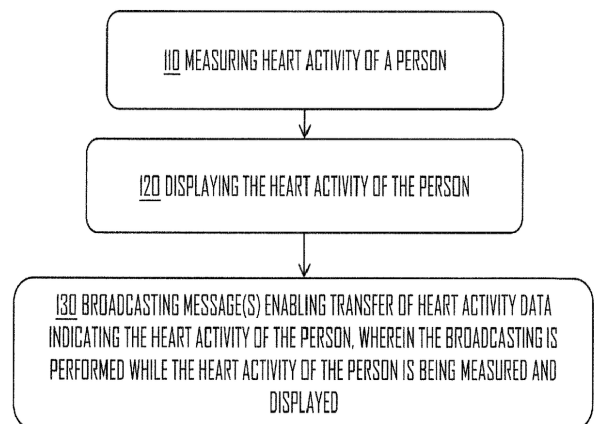 110 MEASURING HEART ACTIVITY OF A PERSON
120 DISPLAYING THE HEART ACTIVITY OF THE PERSON
130 BROADCASTING MESSAGE(S) ENABLING TRANSFER OF HEART ACTIVITY DATA
INDICATING THE HEART ACTIVITY OF THE PERSON, WHEREIN THE BROADCASTING IS
PERFORMED WHILE THE HEART ACTIVITY OF THE PERSON IS BEING MEASURED AND
DISPLAYED